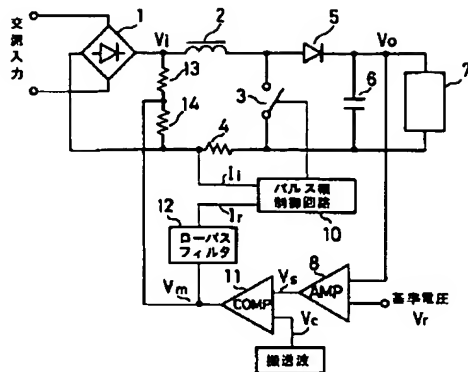 交流入力
1
Vi
2
5
Vo
13
14
3
6
7
4
Ii
パルス幅
制御回路
10
Ir
12
ローパス
フィルタ
Vm
11
COMP
Vs
8
AMP
基準電圧
Vr
Vc
搬送波